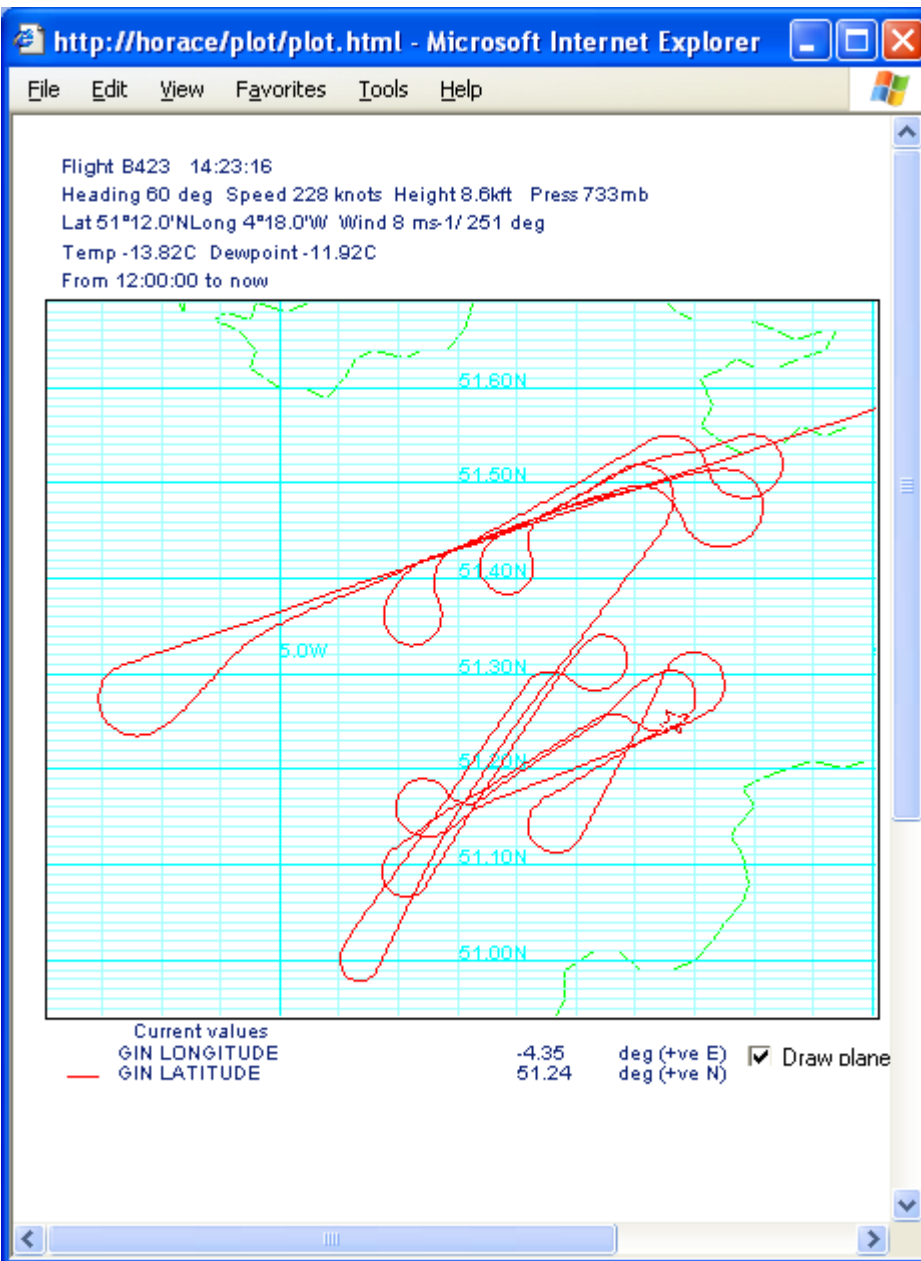 http://horace/plot/plot.html - Microsoft Internet Explorer
File Edit View Favorites Tools Help
Flight B423 14:23:16
Heading 60 deg Speed 228 knots Height 8.6kft Press 733mb
Lat 51°12.0'NLong 4°18.0'W Wind 8 ms-1/ 251 deg
Temp -13.82C Dewpoint -11.92C
From 12:00:00 to now
51.60N
51.50N
51.40N
5.0W
51.30N
51.20N
51.10N
51.00N
Current values
GIN LONGITUDE -4.35 deg (+ve E)
GIN LATITUDE 51.24 deg (+ve N)
Draw plane